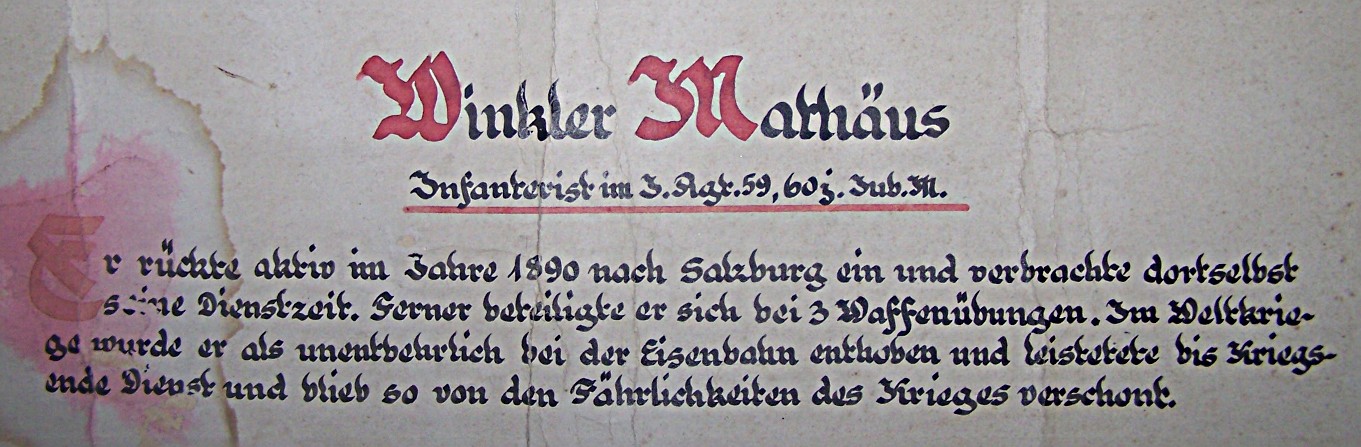 Winkler Mathäus
Infanterist im I. Rgt. 59, 60 j. Jub. M.
Er rückte aktiv im Jahre 1890 nach Salzburg ein und verbrachte dortselbst
seine Dienstzeit. Ferner beteiligte er sich bei 3 Waffenübungen. Im Weltkrie-
ge wurde er als unentbehrlich bei der Eisenbahn enthoben und leistetete bis Kriegs-
ende Dienst und blieb so von den Fährlichkeiten des Krieges verschont.